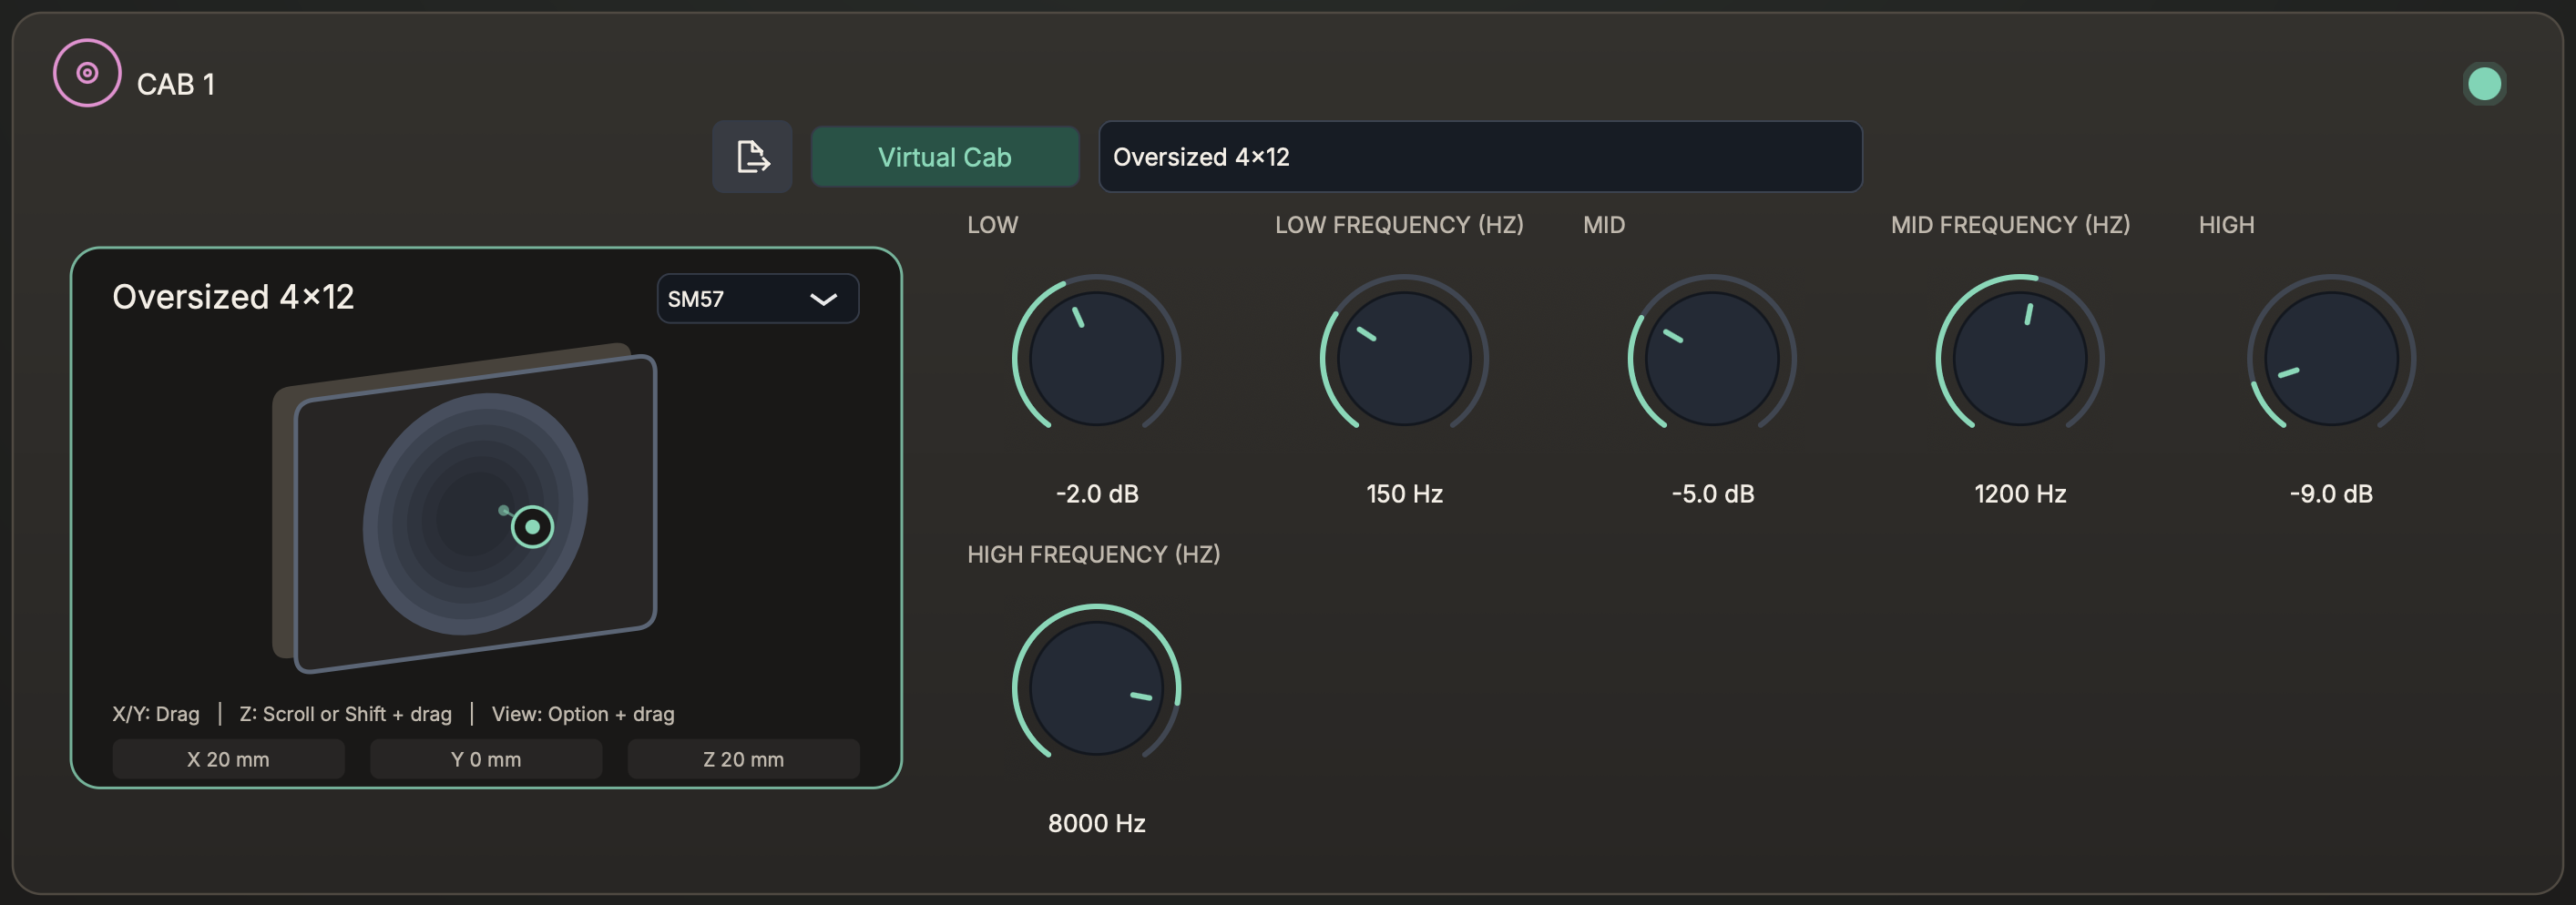 CAB 1
Virtual Cab
Oversized 4×12
Oversized 4×12
SM57
X/Y: Drag | Z: Scroll or Shift + drag | View: Option + drag
X 20 mm
Y 0 mm
Z 20 mm
LOW
LOW FREQUENCY (HZ)
MID
MID FREQUENCY (HZ)
HIGH
-2.0 dB
150 Hz
-5.0 dB
1200 Hz
-9.0 dB
HIGH FREQUENCY (HZ)
8000 Hz